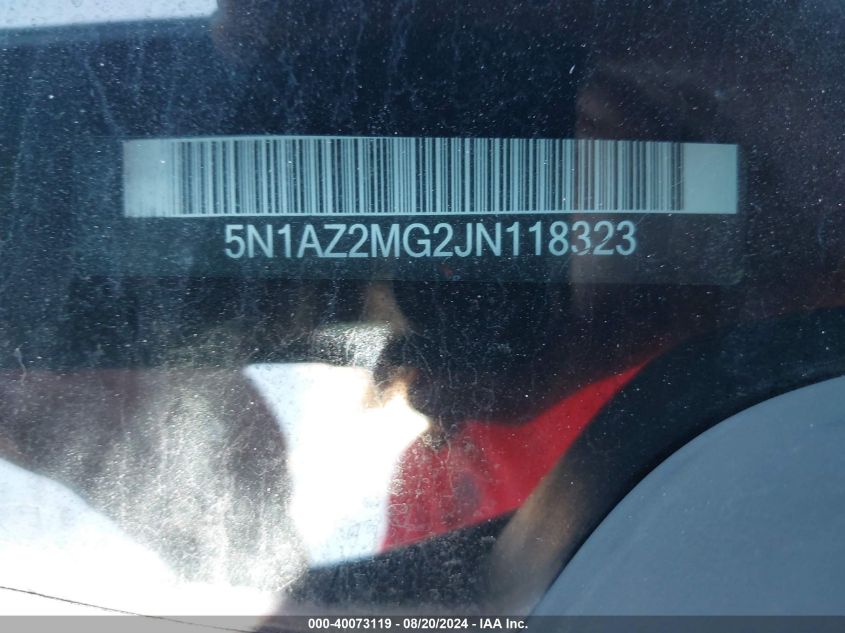 5N1AZ2MG2JN118323
000-40073119 - 08/20/2024 - IAA, Inc.